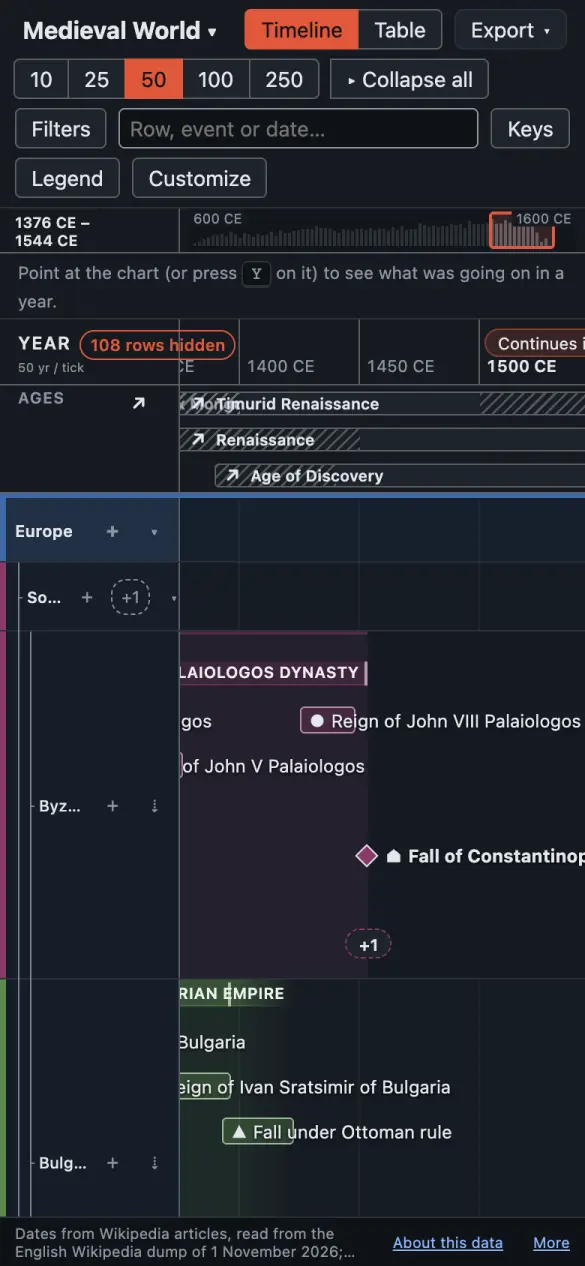 Medieval World ▾
Timeline
Table
Export ▾
10
25
50
100
250
▸ Collapse all
Filters
Row, event or date...
Keys
Legend
Customize
1376 CE –
1544 CE
600 CE
1600 CE
Point at the chart (or press Y on it) to see what was going on in a
year.
YEAR
108 rows hidden
50 yr / tick
CE
1400 CE
1450 CE
Continues i
1500 CE
AGES
Timurid Renaissance
Renaissance
Age of Discovery
Europe
+
So...
+
+1
LAIOLOGOS DYNASTY
gos
Reign of John VIII Palaiologos
of John V Palaiologos
Byz...
+
Fall of Constantinop
+1
RIAN EMPIRE
Bulgaria
eign of Ivan Sratsimir of Bulgaria
Fall under Ottoman rule
Bulg...
+
Dates from Wikipedia articles, read from the
English Wikipedia dump of 1 November 2026;...
About this data
More